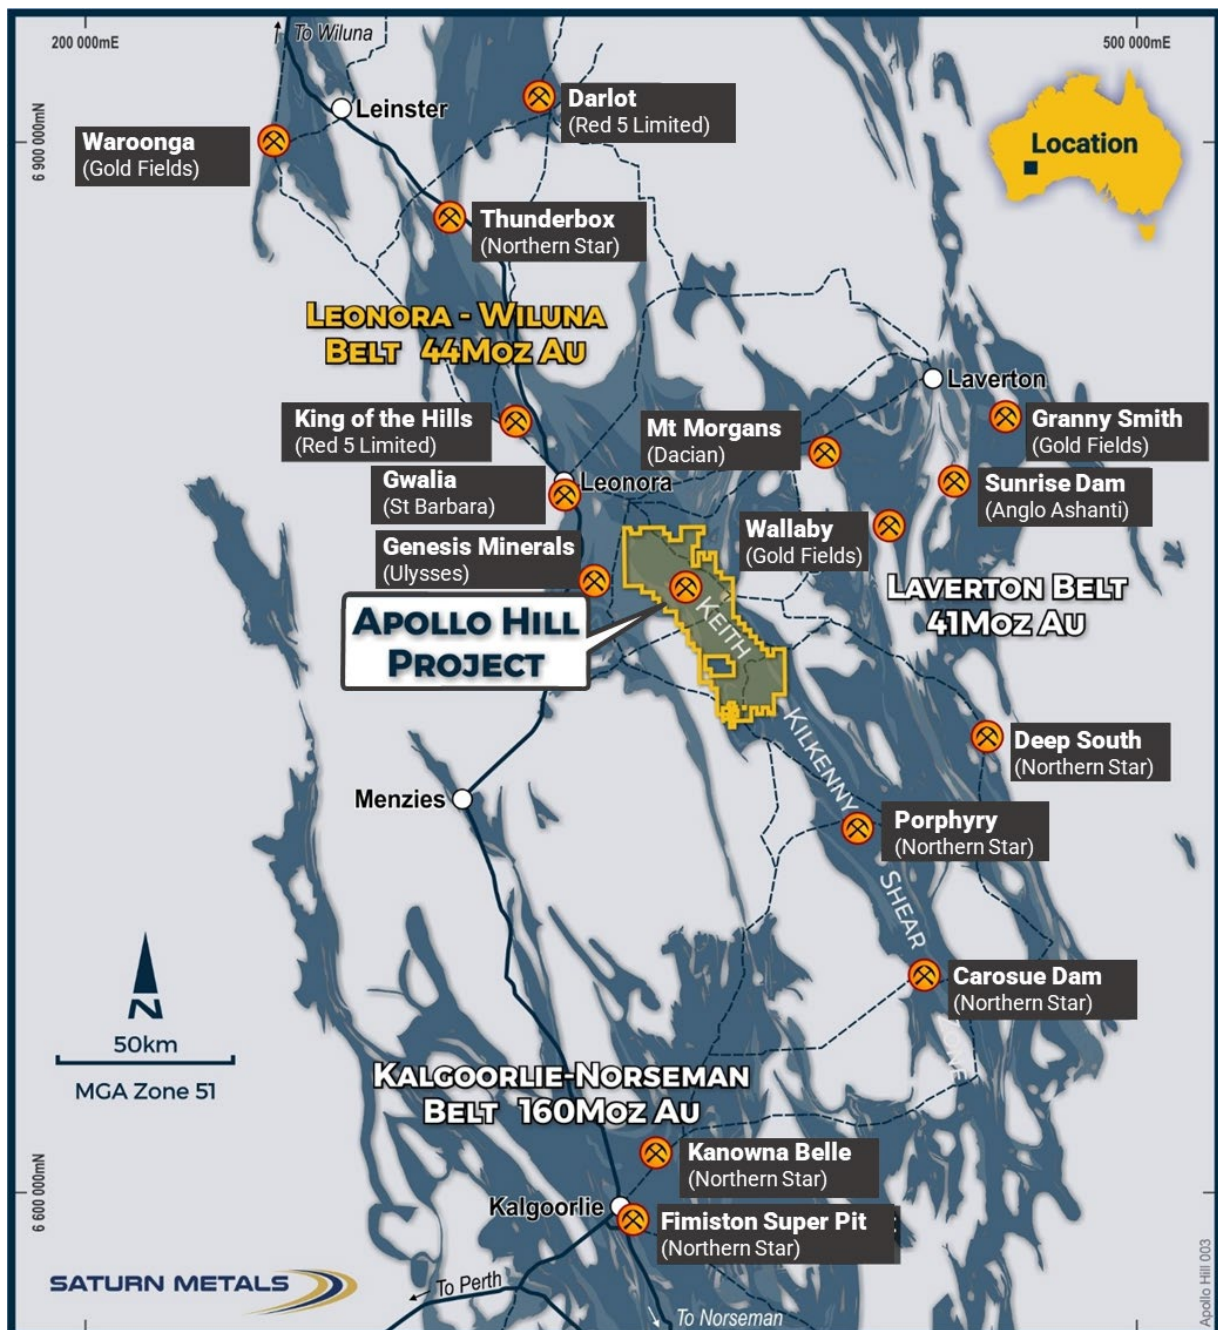 To Wiluna
200 000mE
500 000mE
6 900 000mN
Leinster
Darlot
(Red 5 Limited)
Waroonga
(Gold Fields)
Location
Thunderbox
(Northern Star)
LEONORA - WILUNA
BELT 44MOZ AU
Laverton
King of the Hills
(Red 5 Limited)
Mt Morgans
(Dacian)
Granny Smith
(Gold Fields)
Gwalia
(St Barbara)
Leonora
Sunrise Dam
(Anglo Ashanti)
Wallaby
(Gold Fields)
Genesis Minerals
(Ulysses)
LAVERTON BELT
41MOZ AU
APOLLO HILL
PROJECT
KEITH
KILKENNY
SHEAR
ZONE
Deep South
(Northern Star)
Menzies
Porphyry
(Northern Star)
Carosue Dam
(Northern Star)
N
50km
MGA Zone 51
KALGOORLIE-NORSEMAN
BELT 160MOZ AU
Kanowna Belle
(Northern Star)
6 600 000mN
Kalgoorlie
Fimiston Super Pit
(Northern Star)
SATURN METALS
To Perth
To Norseman
Apollo Hill 003